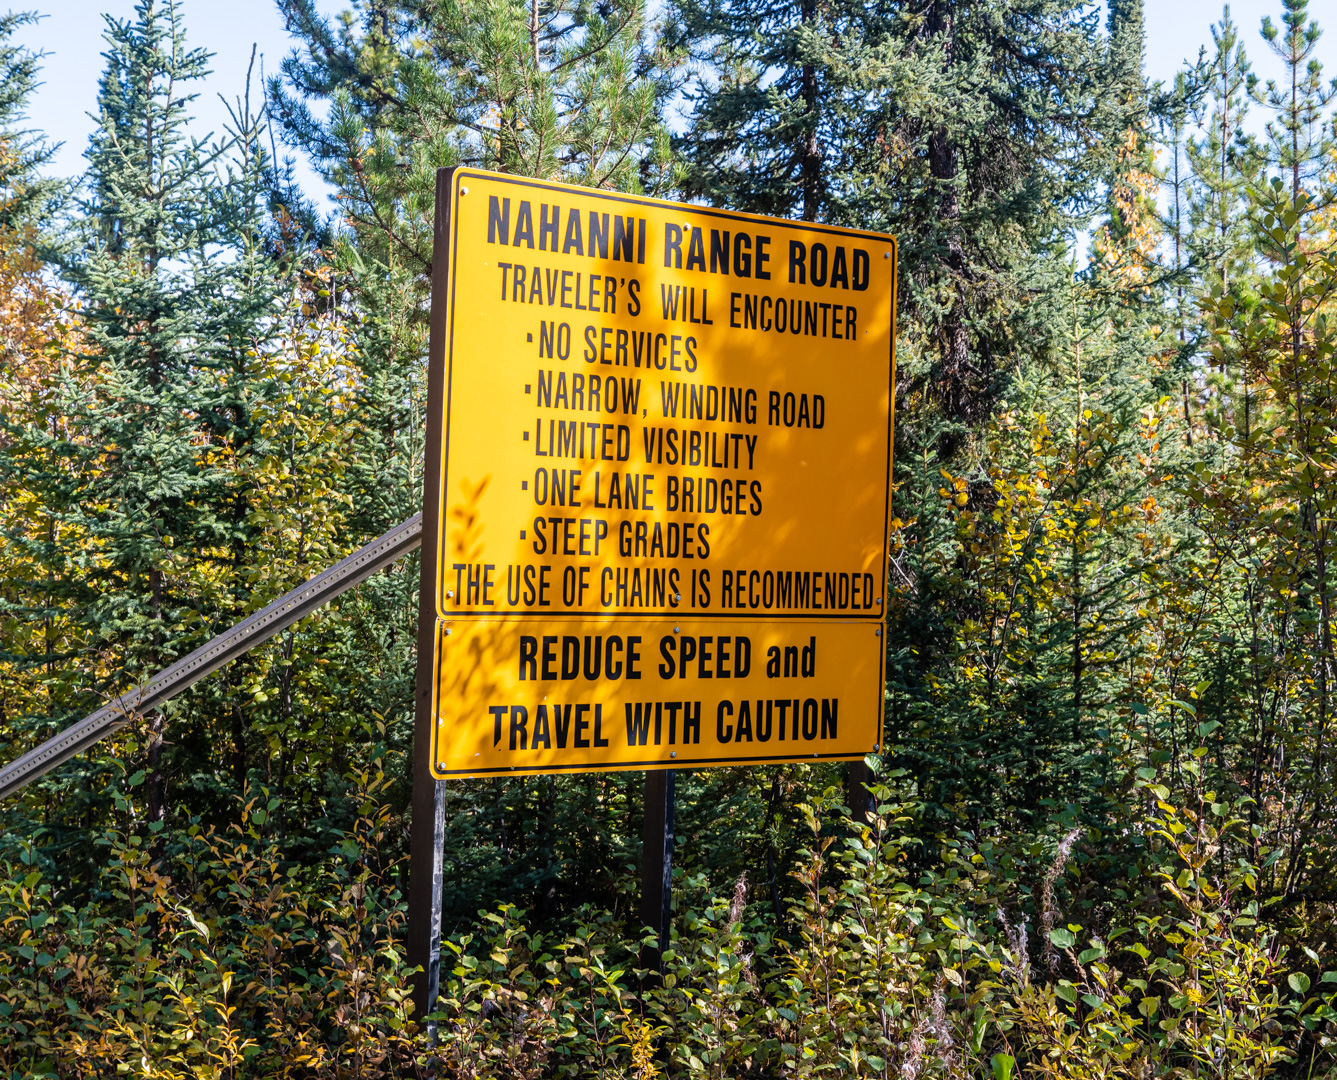 NAHANNI RANGE ROAD
TRAVELER'S WILL ENCOUNTER
·NO SERVICES
·NARROW, WINDING ROAD
·LIMITED VISIBILITY
·ONE LANE BRIDGES
·STEEP GRADES
THE USE OF CHAINS IS RECOMMENDED
REDUCE SPEED and
TRAVEL WITH CAUTION